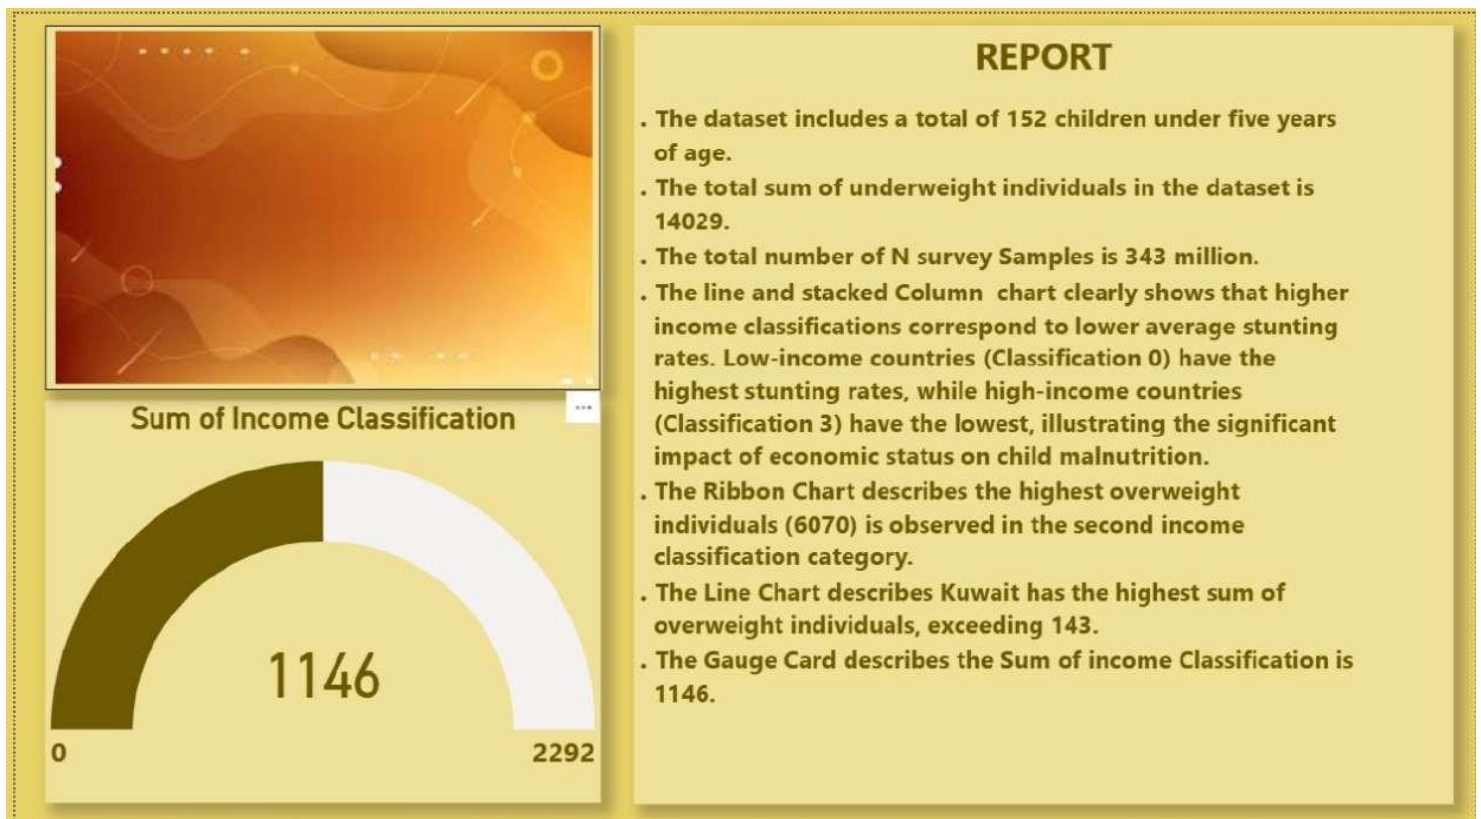 Sum of Income Classification
1146
0
2292
REPORT
. The dataset includes a total of 152 children under five years
of age.
. The total sum of underweight individuals in the dataset is
14029.
. The total number of N survey Samples is 343 million.
. The line and stacked Column  chart clearly shows that higher
income classifications correspond to lower average stunting
rates. Low-income countries (Classification 0) have the
highest stunting rates, while high-income countries
(Classification 3) have the lowest, illustrating the significant
impact of economic status on child malnutrition.
. The Ribbon Chart describes the highest overweight
individuals (6070) is observed in the second income
classification category.
. The Line Chart describes Kuwait has the highest sum of
overweight individuals, exceeding 143.
. The Gauge Card describes the Sum of income Classification is
1146.